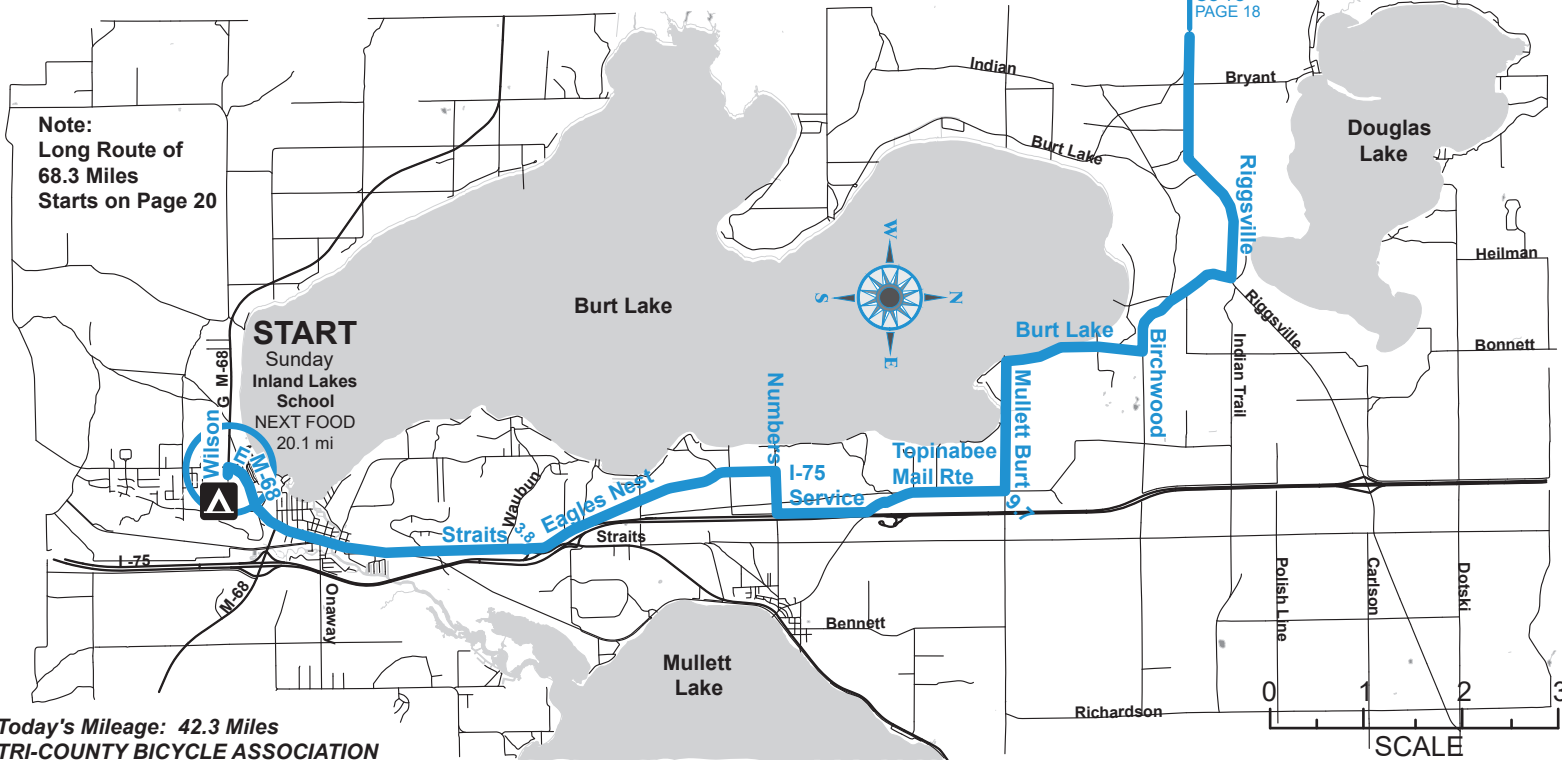 PAGE 18
Note:
Long Route of
68.3 Miles
Starts on Page 20
Indian
Bryant
Burt Lake
Douglas
Lake
Riggsville
Heilman
W
S
N
E
Burt Lake
START
Sunday
Inland Lakes
School
NEXT FOOD
20.1 mi
G M-68
Wilson
E. M-68
Riggsville
Burt Lake
Birchwood
Bonnett
Indian Trail
Numbers
Mullett Burt
9.7
Topinabee
Mail Rte
I-75
Service
Waubun
Eagles Nest
Straits
3.8
Straits
I-75
M-68
Onaway
Bennett
Mullett
Lake
Polish Line
Carlson
Dotski
Richardson
0 1 2 3
SCALE
Today's Mileage: 42.3 Miles
TRI-COUNTY BICYCLE ASSOCIATION